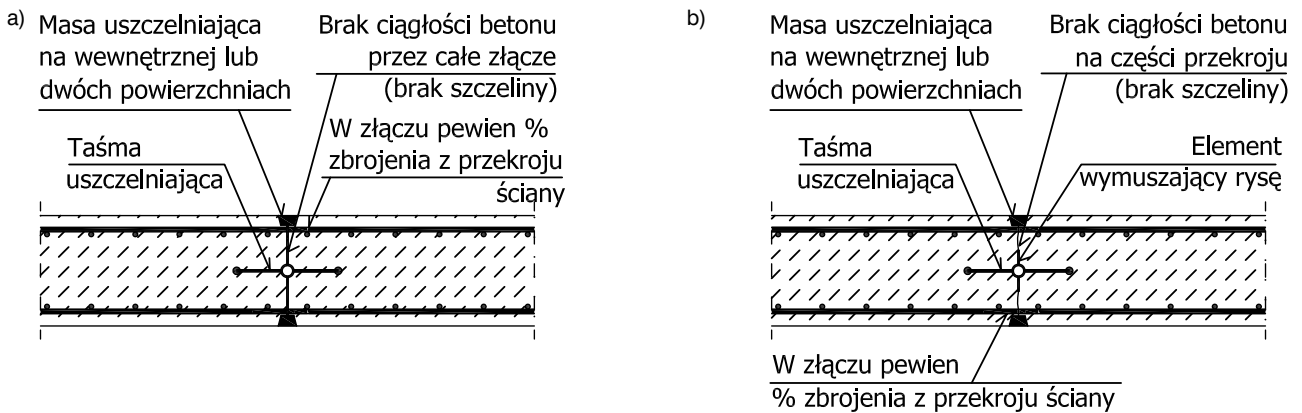 a)
Masa uszczelniająca
na wewnętrznej lub
dwóch powierzchniach
Brak ciągłości betonu
przez całe złącze
(brak szczeliny)
W złączu pewien %
zbrojenia z przekroju
ściany
Taśma
uszczelniająca
b)
Masa uszczelniająca
na wewnętrznej lub
dwóch powierzchniach
Brak ciągłości betonu
na części przekroju
(brak szczeliny)
Taśma
uszczelniająca
Element
wymuszający rysę
W złączu pewien
% zbrojenia z przekroju ściany